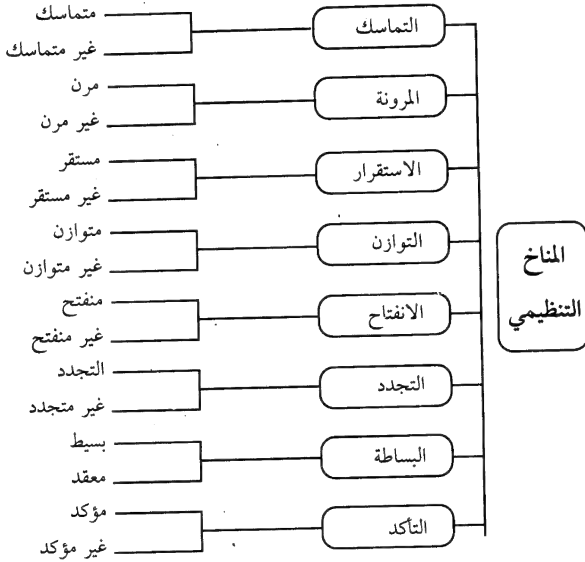 المناخ
التنظيمي
التماسك
متماسك
غير متماسك
المرونة
مرن
غير مرن
الاستقرار
مستقر
غير مستقر
التوازن
متوازن
غير متوازن
الانفتاح
منفتح
غير منفتح
التجدد
التجدد
غير متجدد
البساطة
بسيط
معقد
التأكد
مؤكد
غير مؤكد